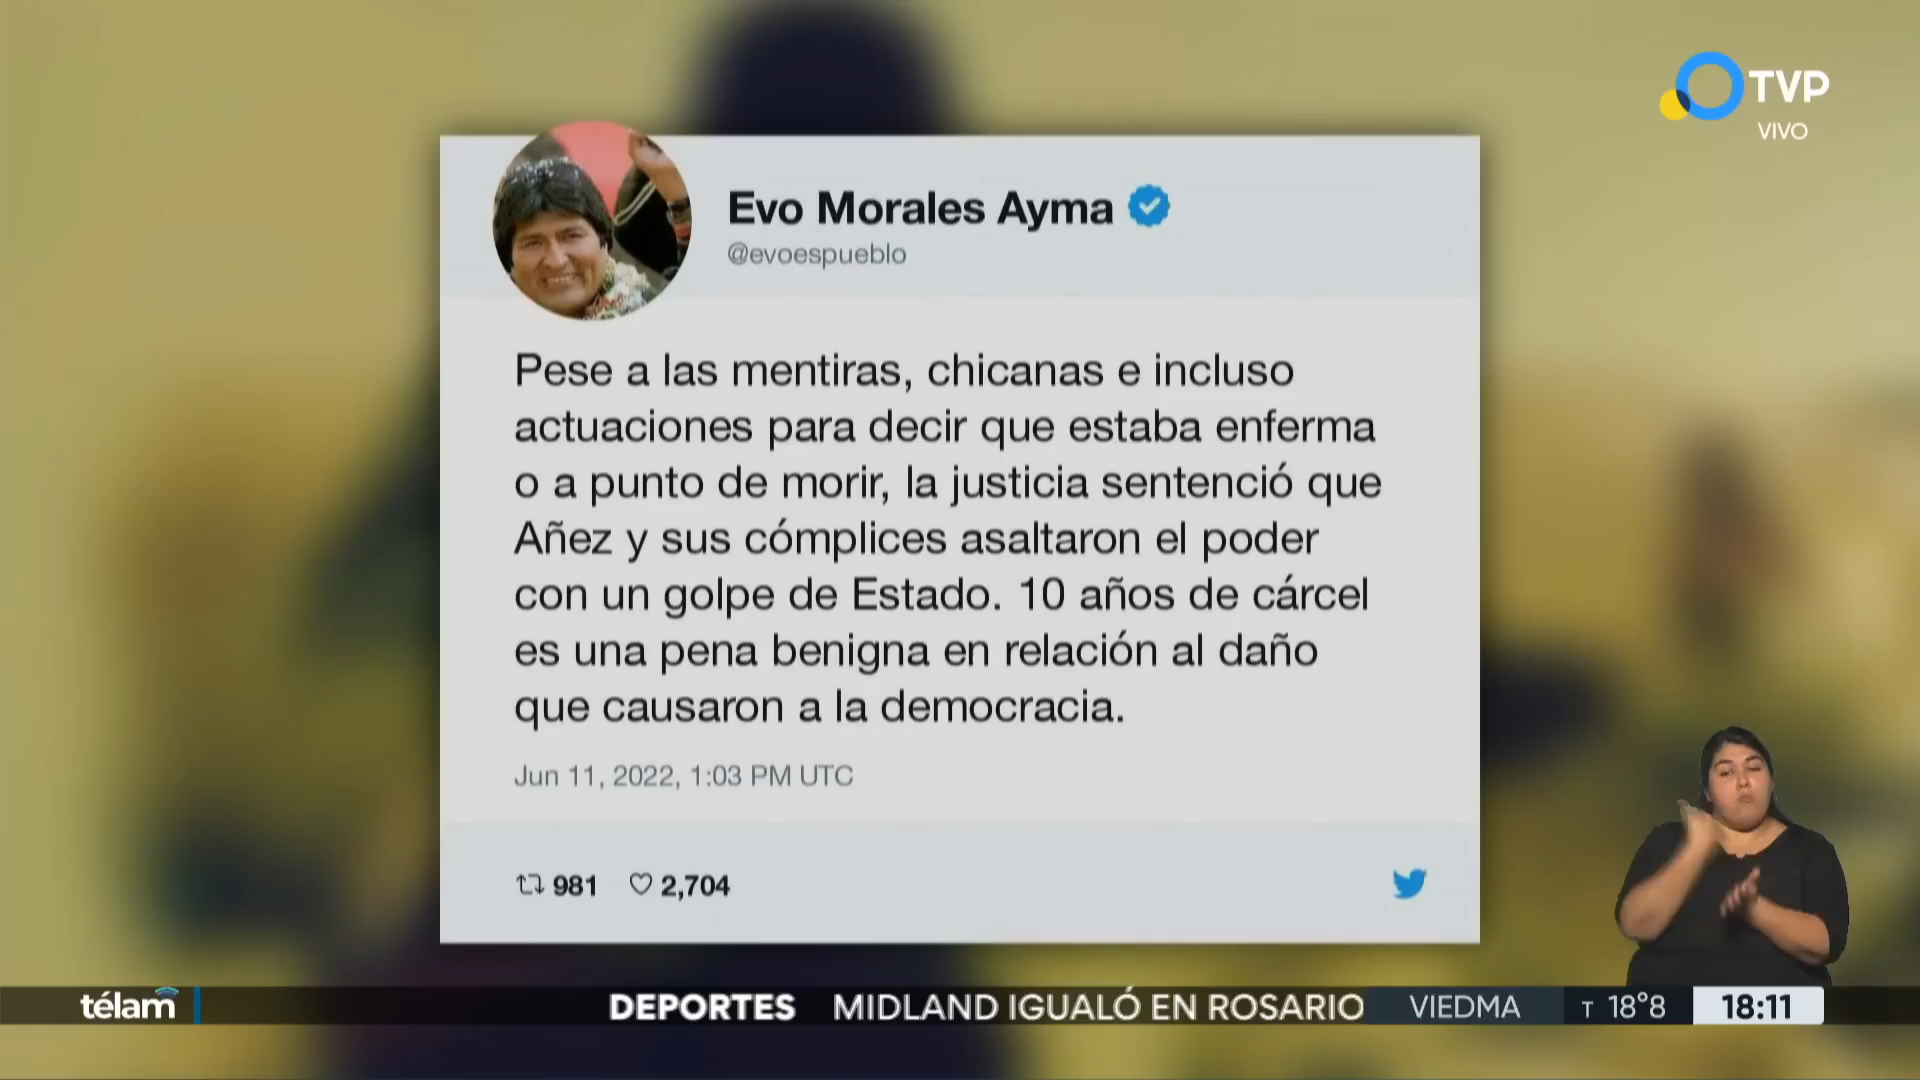 TVP
VIVO
Evo Morales Ayma
@evoespueblo
Pese a las mentiras, chicanas e incluso
actuaciones para decir que estaba enferma
o a punto de morir, la justicia sentenció que
Añez y sus cómplices asaltaron el poder
con un golpe de Estado. 10 años de cárcel
es una pena benigna en relación al daño
que causaron a la democracia.
Jun 11, 2022, 1:03 PM UTC
981 2,704
télam DEPORTES MIDLAND IGUALÓ EN ROSARIO VIEDMA T 18°8 18:11